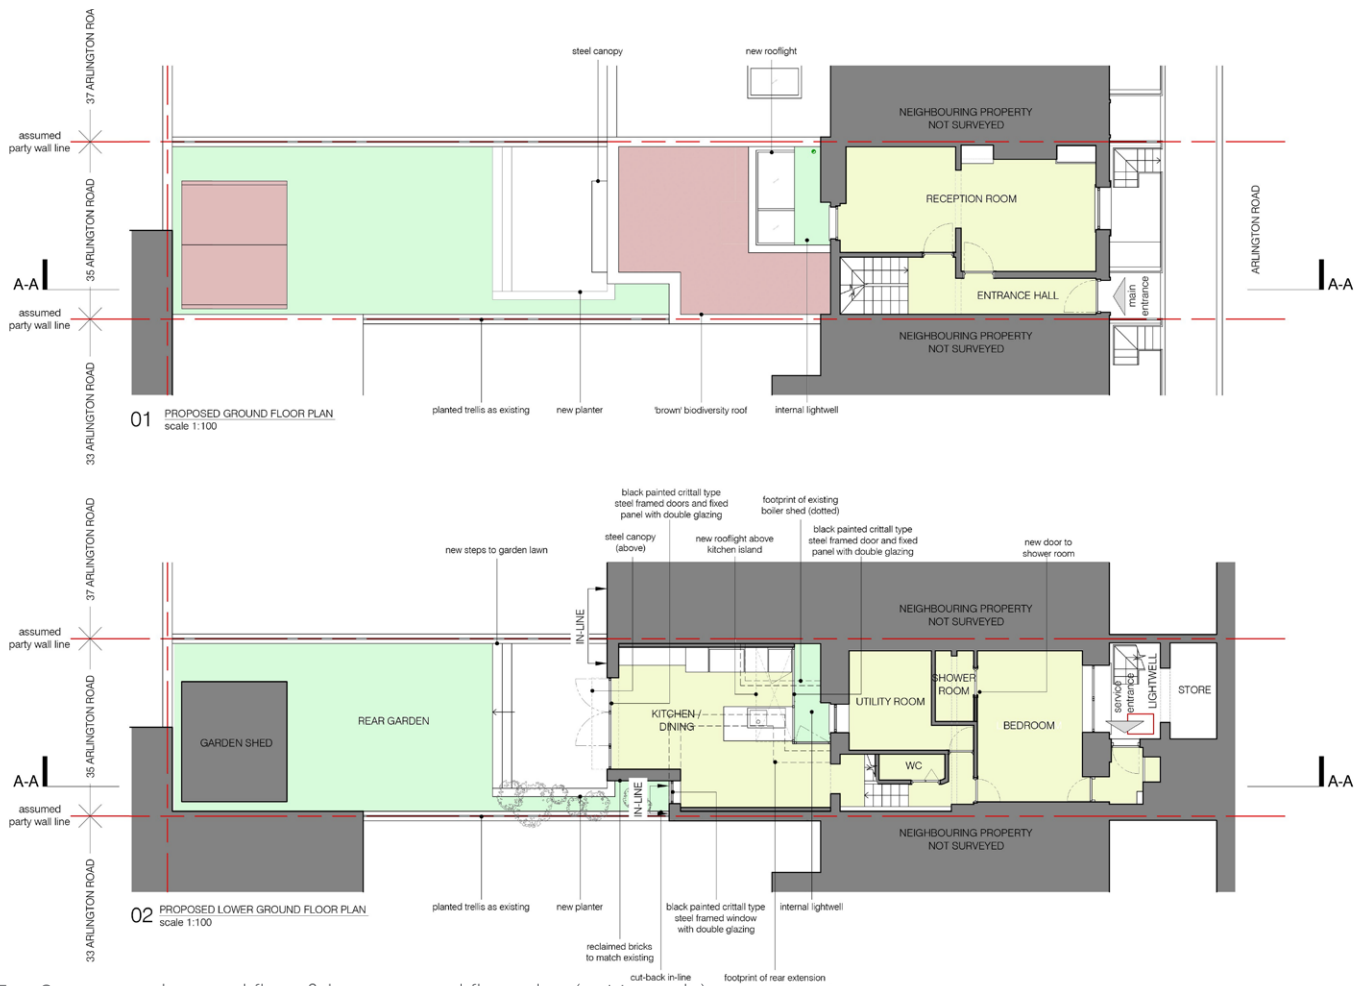 37 ARLINGTON ROA
steel canopy
new rooflight
assumed
party wall line
NEIGHBOURING PROPERTY
NOT SURVEYED
35 ARLINGTON ROAD
RECEPTION ROOM
ARLINGTON ROAD
A-A
A-A
ENTRANCE HALL
main
entrance
assumed
party wall line
NEIGHBOURING PROPERTY
NOT SURVEYED
33 ARLINGTON ROAD
planted trellis as existing
new planter
'brown' biodiversity roof
internal lightwell
01 PROPOSED GROUND FLOOR PLAN
scale 1:100
37 ARLINGTON ROAD
new steps to garden lawn
black painted crittall type
steel framed doors and fixed
panel with double glazing
steel canopy
(above)
new rooflight above
kitchen island
footprint of existing
boiler shed (dotted)
black painted crittall type
steel framed door and fixed
panel with double glazing
new door to
shower room
assumed
party wall line
IN-LINE
NEIGHBOURING PROPERTY
NOT SURVEYED
35 ARLINGTON ROAD
REAR GARDEN
GARDEN SHED
KITCHEN /
DINING
UTILITY ROOM
SHOWER
ROOM
BEDROOM
service
entrance
LIGHTWELL
STORE
WC
A-A
A-A
IN-LINE
assumed
party wall line
NEIGHBOURING PROPERTY
NOT SURVEYED
33 ARLINGTON ROAD
planted trellis as existing
new planter
black painted crittall type
steel framed window
with double glazing
internal lightwell
02 PROPOSED LOWER GROUND FLOOR PLAN
scale 1:100
reclaimed bricks
to match existing
cut-back in-line
footprint of rear extension